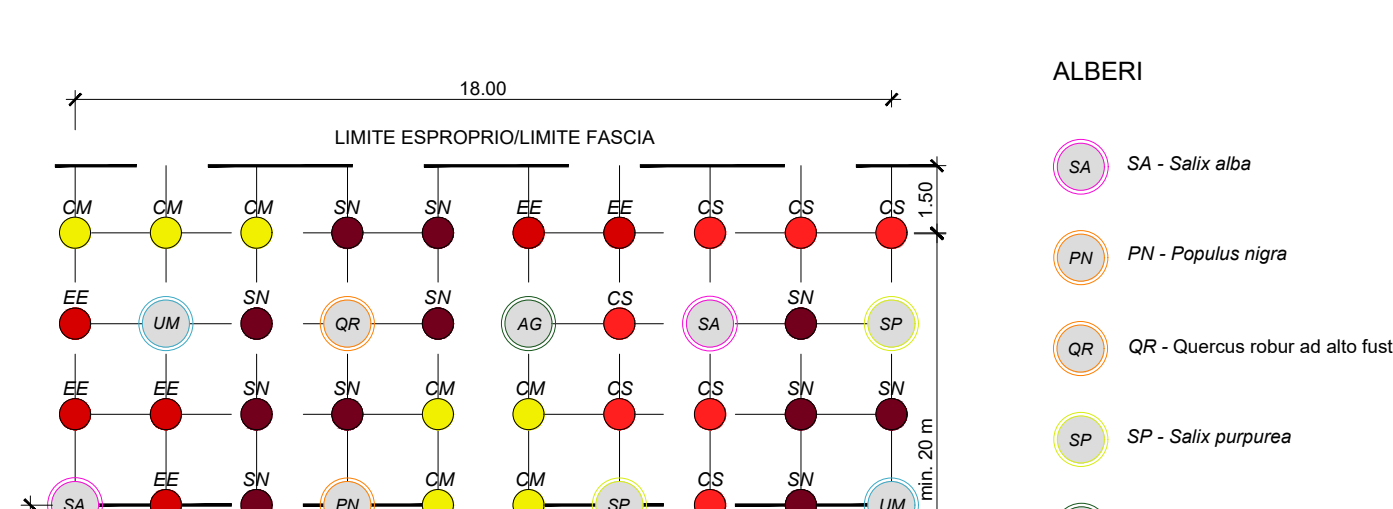 ALBERI
18.00
LIMITE ESPROPRIO/LIMITE FASCIA
SA SA - Salix alba
1.50
CM CM CM SN SN EE EE CS CS CS
PN PN - Populus nigra
EE UM SN QR SN AG CS SA SN SP
QR QR - Quercus robur ad alto fust
EE EE SN SN CM CM CS CS SN SN
SP SP - Salix purpurea
min. 20 m
SA EE SN PN CM CM SP CS SN UM